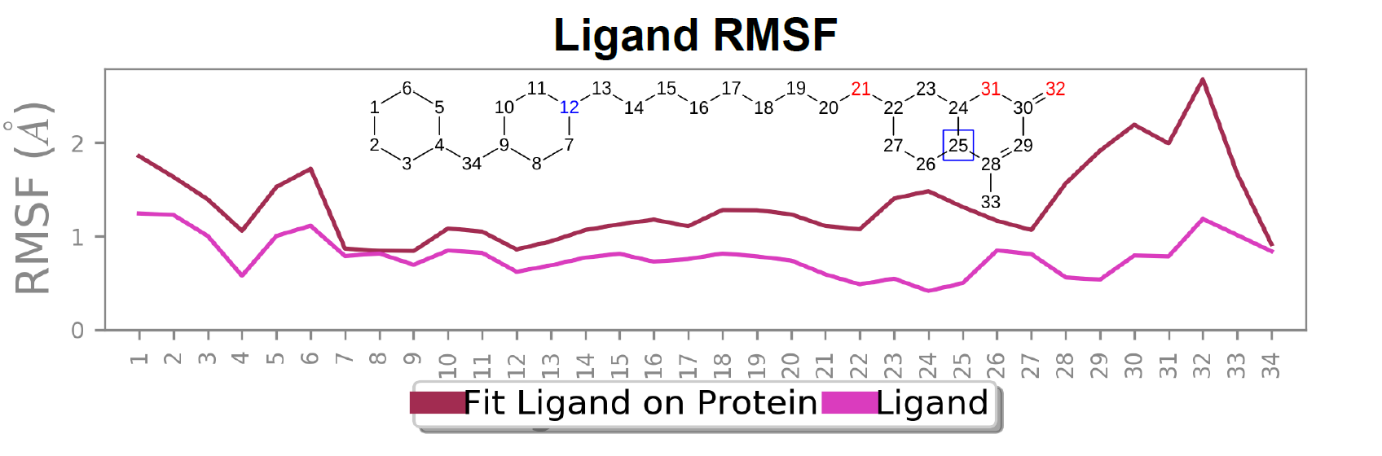 Ligand RMSF
RMSF (Å)
2
1
0
6 11 13 15 17 19 21 23 31 32
1 5 10 12 14 16 18 20 22 24 30
2 4 9 7 27 25 29
3 34 8 26 28
33
1 2 3 4 5 6 7 8 9 10 11 12 13 14 15 16 17 18 19 20 21 22 23 24 25 26 27 28 29 30 31 32 33 34
Fit Ligand on Protein Ligand